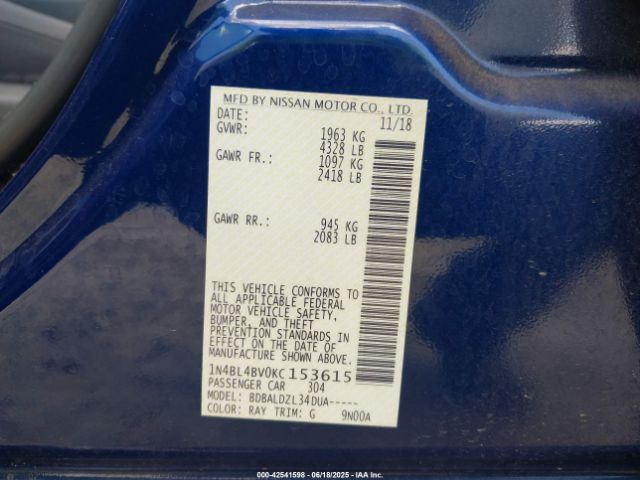 MFD BY NISSAN MOTOR CO., LTD.
DATE: 11/18
GVWR: 1963 KG
4328 LB
GAWR FR.: 1097 KG
2418 LB
GAWR RR.: 945 KG
2083 LB
THIS VEHICLE CONFORMS TO
ALL APPLICABLE FEDERAL
MOTOR VEHICLE SAFETY,
BUMPER, AND THEFT
PREVENTION STANDARDS IN
EFFECT ON THE DATE OF
MANUFACTURE SHOWN ABOVE.
1N4BL4BV0KC153615
PASSENGER CAR 304
MODEL: BDBALDZL34DUA-----
COLOR: RAY TRIM: G 9N00A
000-42541598 - 06/18/2025 - IAA Inc.